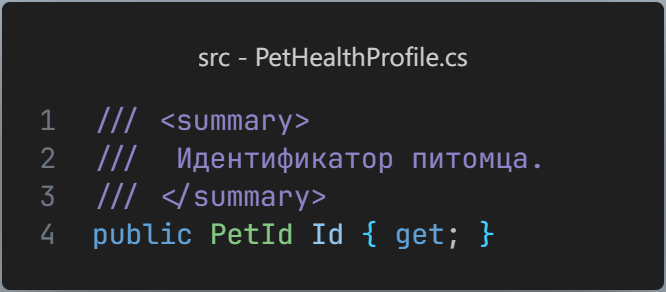 src - PetHealthProfile.cs
1 /// <summary>
2 ///  Идентификатор питомца.
3 /// </summary>
4 public PetId Id { get; }